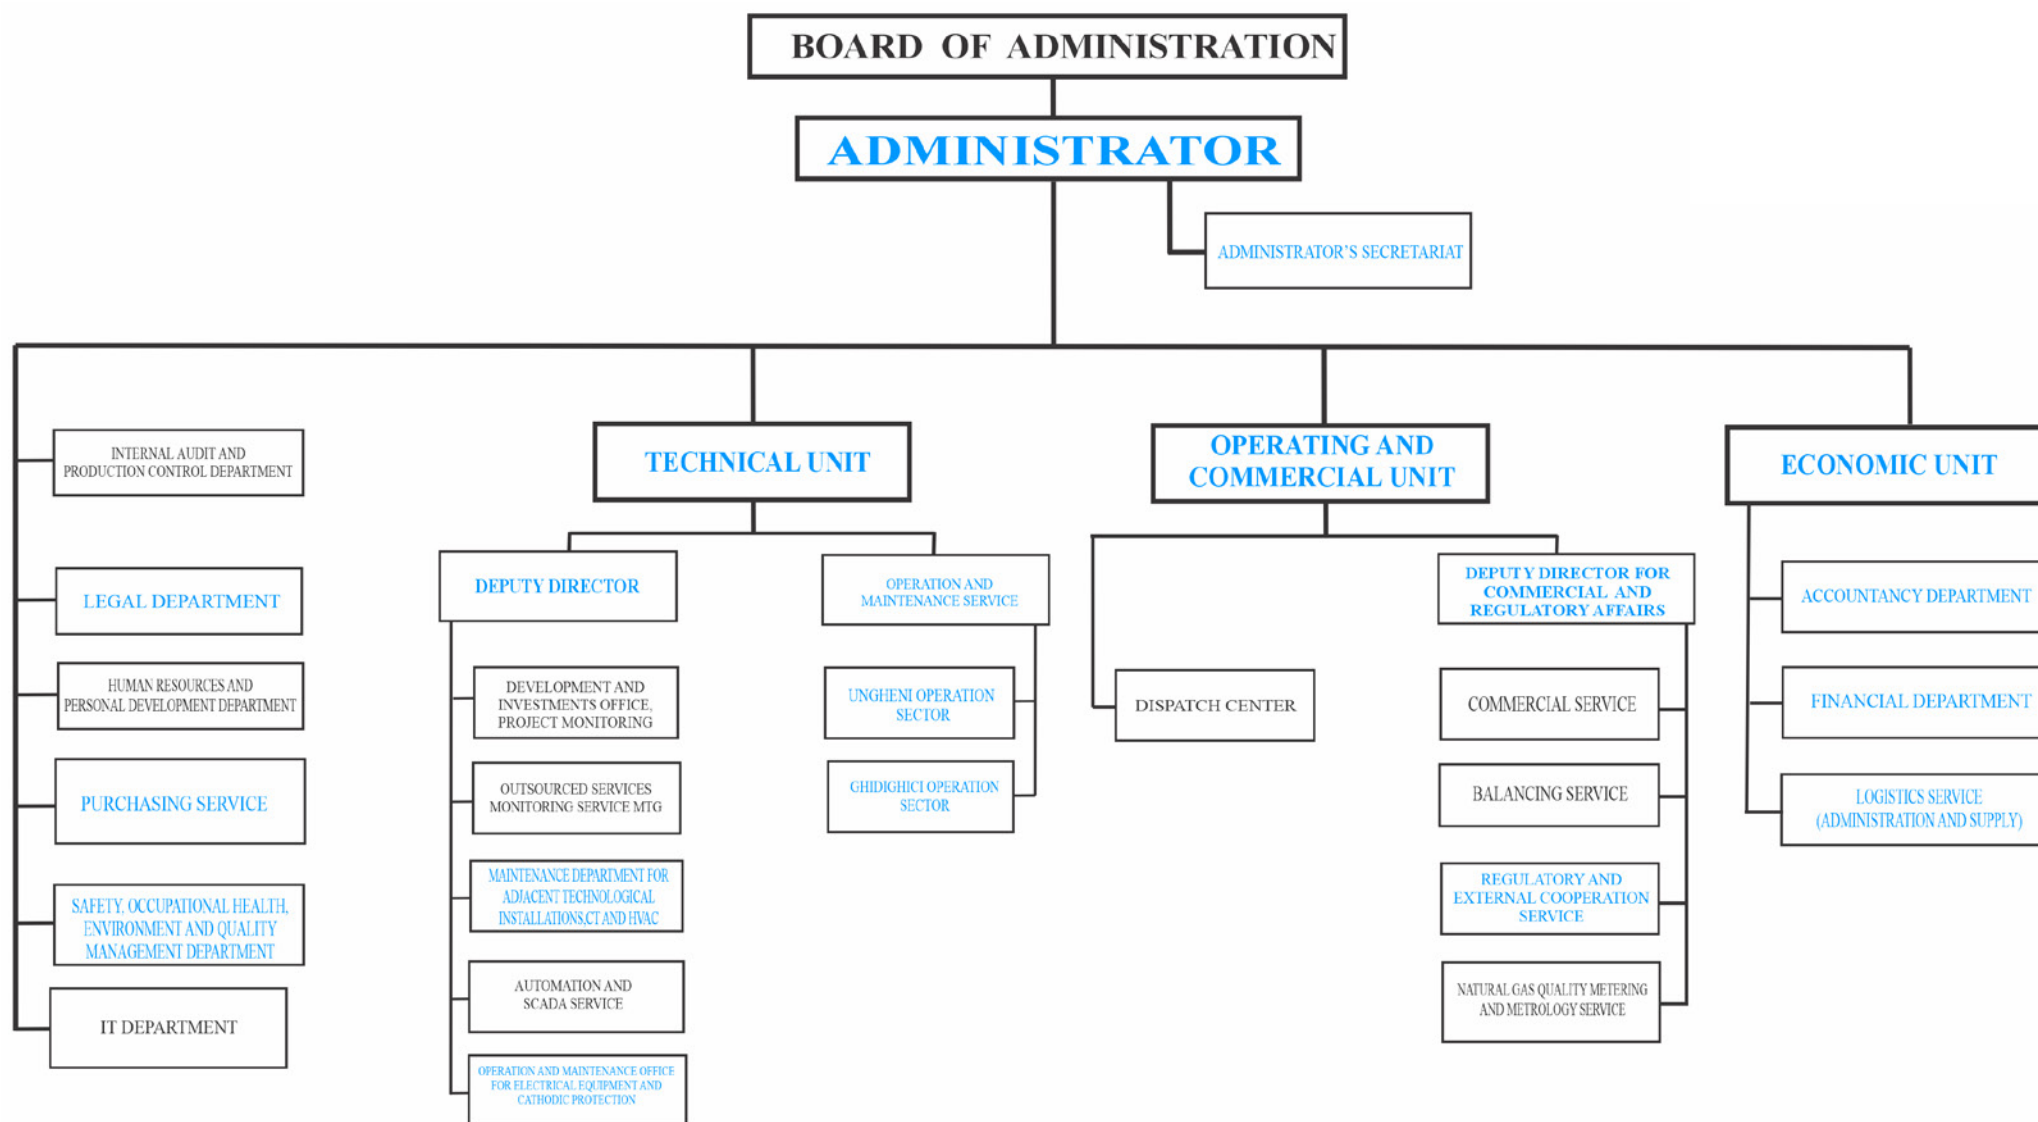 BOARD OF ADMINISTRATION
ADMINISTRATOR
ADMINISTRATOR'S SECRETARIAT
INTERNAL AUDIT AND
PRODUCTION CONTROL DEPARTMENT
LEGAL DEPARTMENT
HUMAN RESOURCES AND
PERSONAL DEVELOPMENT DEPARTMENT
PURCHASING SERVICE
SAFETY, OCCUPATIONAL HEALTH,
ENVIRONMENT AND QUALITY
MANAGEMENT DEPARTMENT
IT DEPARTMENT
TECHNICAL UNIT
DEPUTY DIRECTOR
DEVELOPMENT AND
INVESTMENTS OFFICE,
PROJECT MONITORING
OUTSOURCED SERVICES
MONITORING SERVICE MTG
MAINTENANCE DEPARTMENT FOR
ADJACENT TECHNOLOGICAL
INSTALLATIONS,CT AND HVAC
AUTOMATION AND
SCADA SERVICE
OPERATION AND MAINTENANCE OFFICE
FOR ELECTRICAL EQUIPMENT AND
CATHODIC PROTECTION
OPERATION AND
MAINTENANCE SERVICE
UNGHENI OPERATION
SECTOR
GHIDIGHICI OPERATION
SECTOR
OPERATING AND
COMMERCIAL UNIT
DISPATCH CENTER
DEPUTY DIRECTOR FOR
COMMERCIAL AND
REGULATORY AFFAIRS
COMMERCIAL SERVICE
BALANCING SERVICE
REGULATORY AND
EXTERNAL COOPERATION
SERVICE
NATURAL GAS QUALITY METERING
AND METROLOGY SERVICE
ECONOMIC UNIT
ACCOUNTANCY DEPARTMENT
FINANCIAL DEPARTMENT
LOGISTICS SERVICE
(ADMINISTRATION AND SUPPLY)